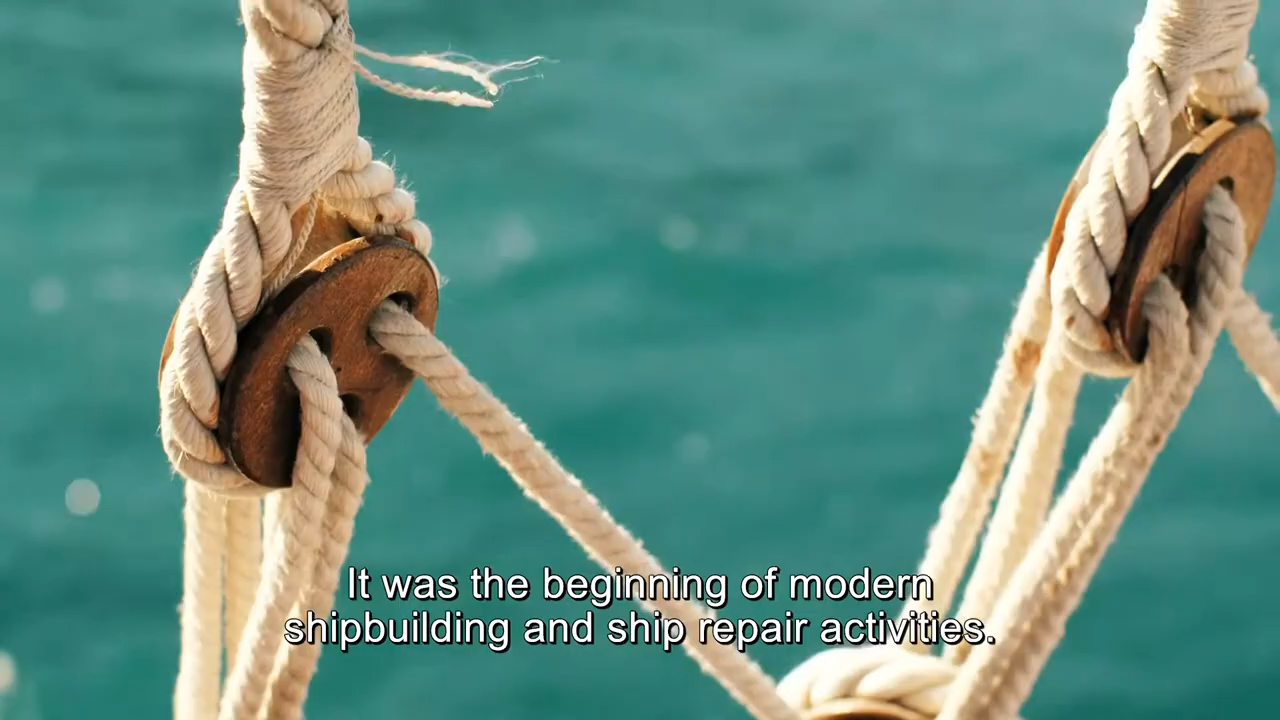 It was the beginning of modern
shipbuilding and ship repair activities.